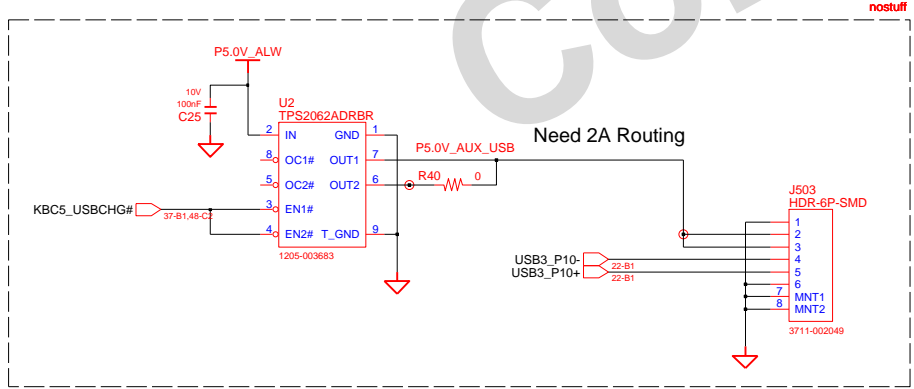 nostuff
P5.0V_ALW
10V
100nF
C25
U2
TPS2062ADRBR
2 IN GND 1
8 OC1# OUT1 7
5 OC2# OUT2 6
3 EN1#
4 EN2# T_GND 9
1205-003683
KBC5_USBCHG#
37-B1,48-C2
P5.0V_AUX_USB
R40 0
Need 2A Routing
J503
HDR-6P-SMD
1
2
3
4
5
6
7 MNT1
8 MNT2
3711-002049
USB3_P10-
22-B1
USB3_P10+
22-B1